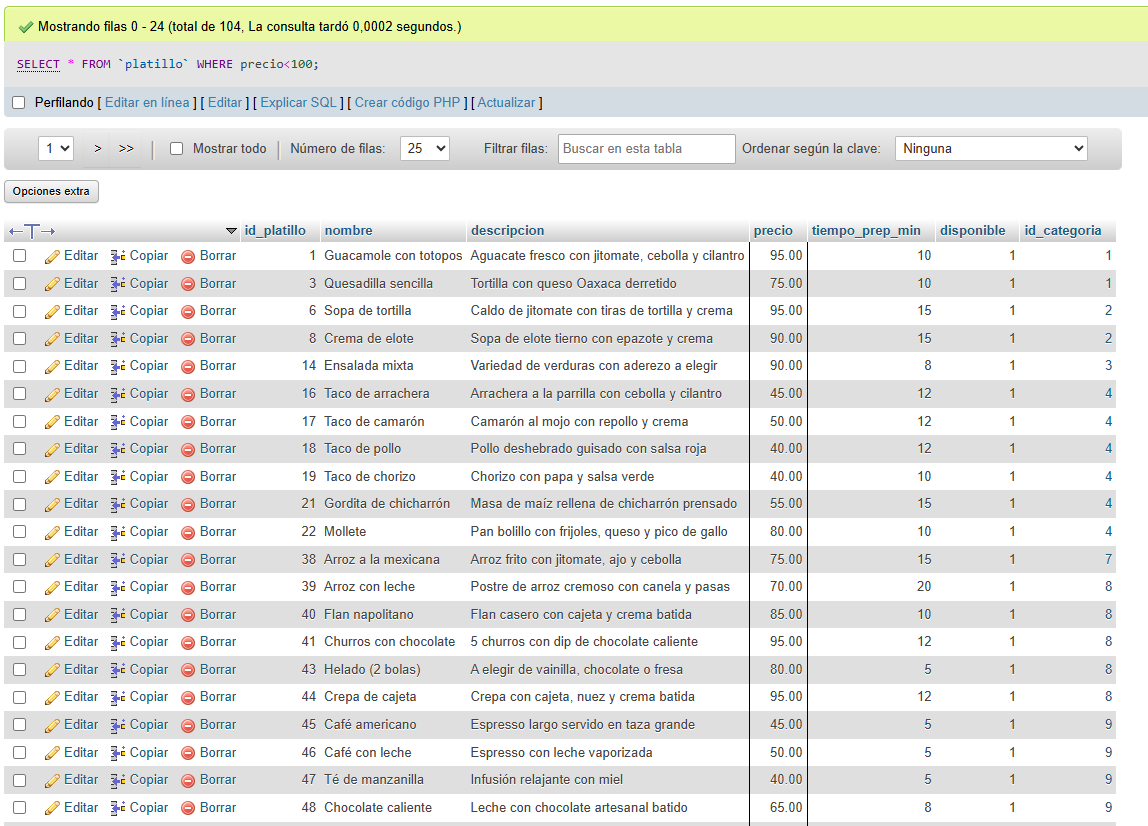 Mostrando filas 0 - 24 (total de 104, La consulta tardó 0,0002 segundos.)
SELECT * FROM `platillo` WHERE precio<100;
Perfilando [ Editar en línea ] [ Editar ] [ Explicar SQL ] [ Crear código PHP ] [ Actualizar ]
1 > >> | Mostrar todo | Número de filas: 25 Filtrar filas: Buscar en esta tabla Ordenar según la clave: Ninguna
Opciones extra
←T→ id_platillo nombre descripcion precio tiempo_prep_min disponible id_categoria
Editar Copiar Borrar 1 Guacamole con totopos Aguacate fresco con jitomate, cebolla y cilantro 95.00 10 1 1
Editar Copiar Borrar 3 Quesadilla sencilla Tortilla con queso Oaxaca derretido 75.00 10 1 1
Editar Copiar Borrar 6 Sopa de tortilla Caldo de jitomate con tiras de tortilla y crema 95.00 15 1 2
Editar Copiar Borrar 8 Crema de elote Sopa de elote tierno con epazote y crema 90.00 15 1 2
Editar Copiar Borrar 14 Ensalada mixta Variedad de verduras con aderezo a elegir 90.00 8 1 3
Editar Copiar Borrar 16 Taco de arrachera Arrachera a la parrilla con cebolla y cilantro 45.00 12 1 4
Editar Copiar Borrar 17 Taco de camarón Camarón al mojo con repollo y crema 50.00 12 1 4
Editar Copiar Borrar 18 Taco de pollo Pollo deshebrado guisado con salsa roja 40.00 12 1 4
Editar Copiar Borrar 19 Taco de chorizo Chorizo con papa y salsa verde 40.00 10 1 4
Editar Copiar Borrar 21 Gordita de chicharrón Masa de maíz rellena de chicharrón prensado 55.00 15 1 4
Editar Copiar Borrar 22 Mollete Pan bolillo con frijoles, queso y pico de gallo 80.00 10 1 4
Editar Copiar Borrar 38 Arroz a la mexicana Arroz frito con jitomate, ajo y cebolla 75.00 15 1 7
Editar Copiar Borrar 39 Arroz con leche Postre de arroz cremoso con canela y pasas 70.00 20 1 8
Editar Copiar Borrar 40 Flan napolitano Flan casero con cajeta y crema batida 85.00 10 1 8
Editar Copiar Borrar 41 Churros con chocolate 5 churros con dip de chocolate caliente 95.00 12 1 8
Editar Copiar Borrar 43 Helado (2 bolas) A elegir de vainilla, chocolate o fresa 80.00 5 1 8
Editar Copiar Borrar 44 Crepa de cajeta Crepa con cajeta, nuez y crema batida 95.00 12 1 8
Editar Copiar Borrar 45 Café americano Espresso largo servido en taza grande 45.00 5 1 9
Editar Copiar Borrar 46 Café con leche Espresso con leche vaporizada 50.00 5 1 9
Editar Copiar Borrar 47 Té de manzanilla Infusión relajante con miel 40.00 5 1 9
Editar Copiar Borrar 48 Chocolate caliente Leche con chocolate artesanal batido 65.00 8 1 9